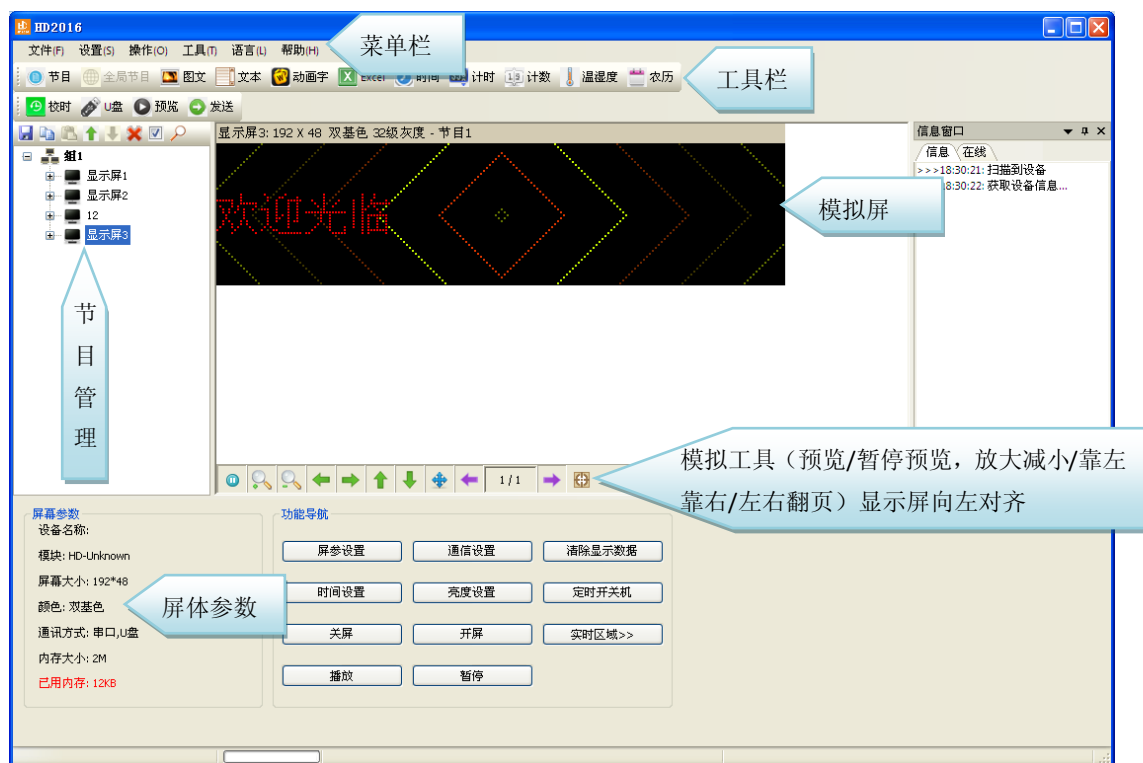 HD2016
文件(F) 设置(S) 操作(O) 工具(T) 语言(L) 帮助(H)
菜单栏
节目 全局节目 图文 文本 动画字 Excel 时间 计时 计数 温湿度 农历
工具栏
校时 U盘 预览 发送
显示屏3: 192 X 48 双基色 32级灰度 - 节目1
信息窗口
信息 在线
>>>18:30:21: 扫描到设备
8:30:22: 获取设备信息...
组1
显示屏1
显示屏2
12
显示屏3
欢迎光临
模拟屏
节目管理
1/1
模拟工具（预览/暂停预览，放大减小/靠左
靠右/左右翻页）显示屏向左对齐
屏幕参数
设备名称:
模块: HD-Unknown
屏幕大小: 192*48
颜色: 双基色
通讯方式: 串口,U盘
内存大小: 2M
已用内存: 12KB
屏体参数
功能导航
屏参设置 通信设置 清除显示数据
时间设置 亮度设置 定时开关机
关屏 开屏 实时区域>>
播放 暂停